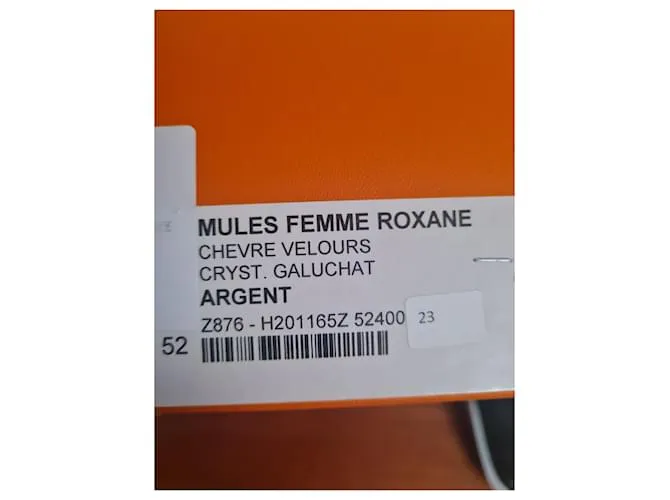 MULES FEMME ROXANE
CHEVRE VELOURS
CRYST. GALUCHAT
ARGENT
Z876 - H201165Z 52400
23
52